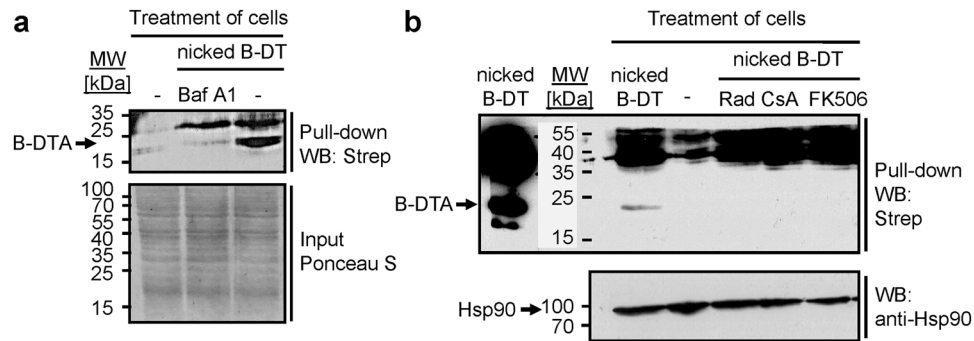 a
Treatment of cells
nicked B-DT
MW
[kDa]
- Baf A1 -
35
25
15
B-DTA
Pull-down
WB: Strep
100
70
55
40
35
25
15
Input
Ponceau S
b
Treatment of cells
nicked B-DT
nicked
B-DT
MW
[kDa]
nicked
B-DT
- Rad CsA FK506
55
40
35
25
15
B-DTA
Pull-down
WB:
Strep
Hsp90
100
70
WB:
anti-Hsp90